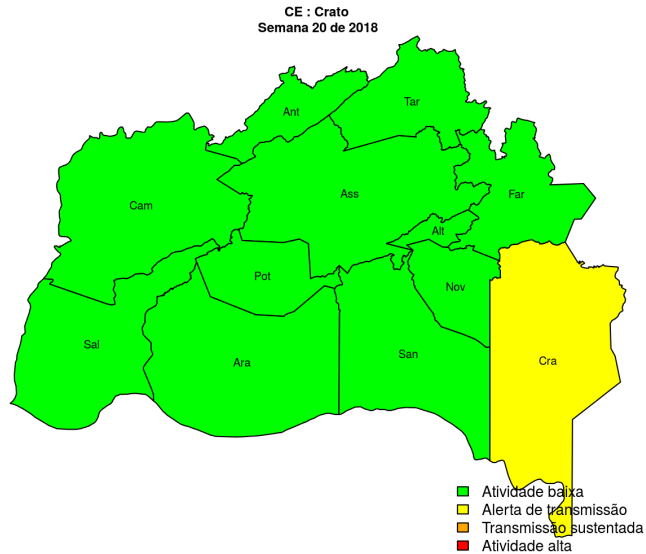 CE : Crato
Semana 20 de 2018
Tar
Ant
Ass
Far
Cam
Alt
Pot
Nov
Sal
San
Cra
Ara
Atividade baixa
Alerta de transmissão
Transmissão sustentada
Atividade alta